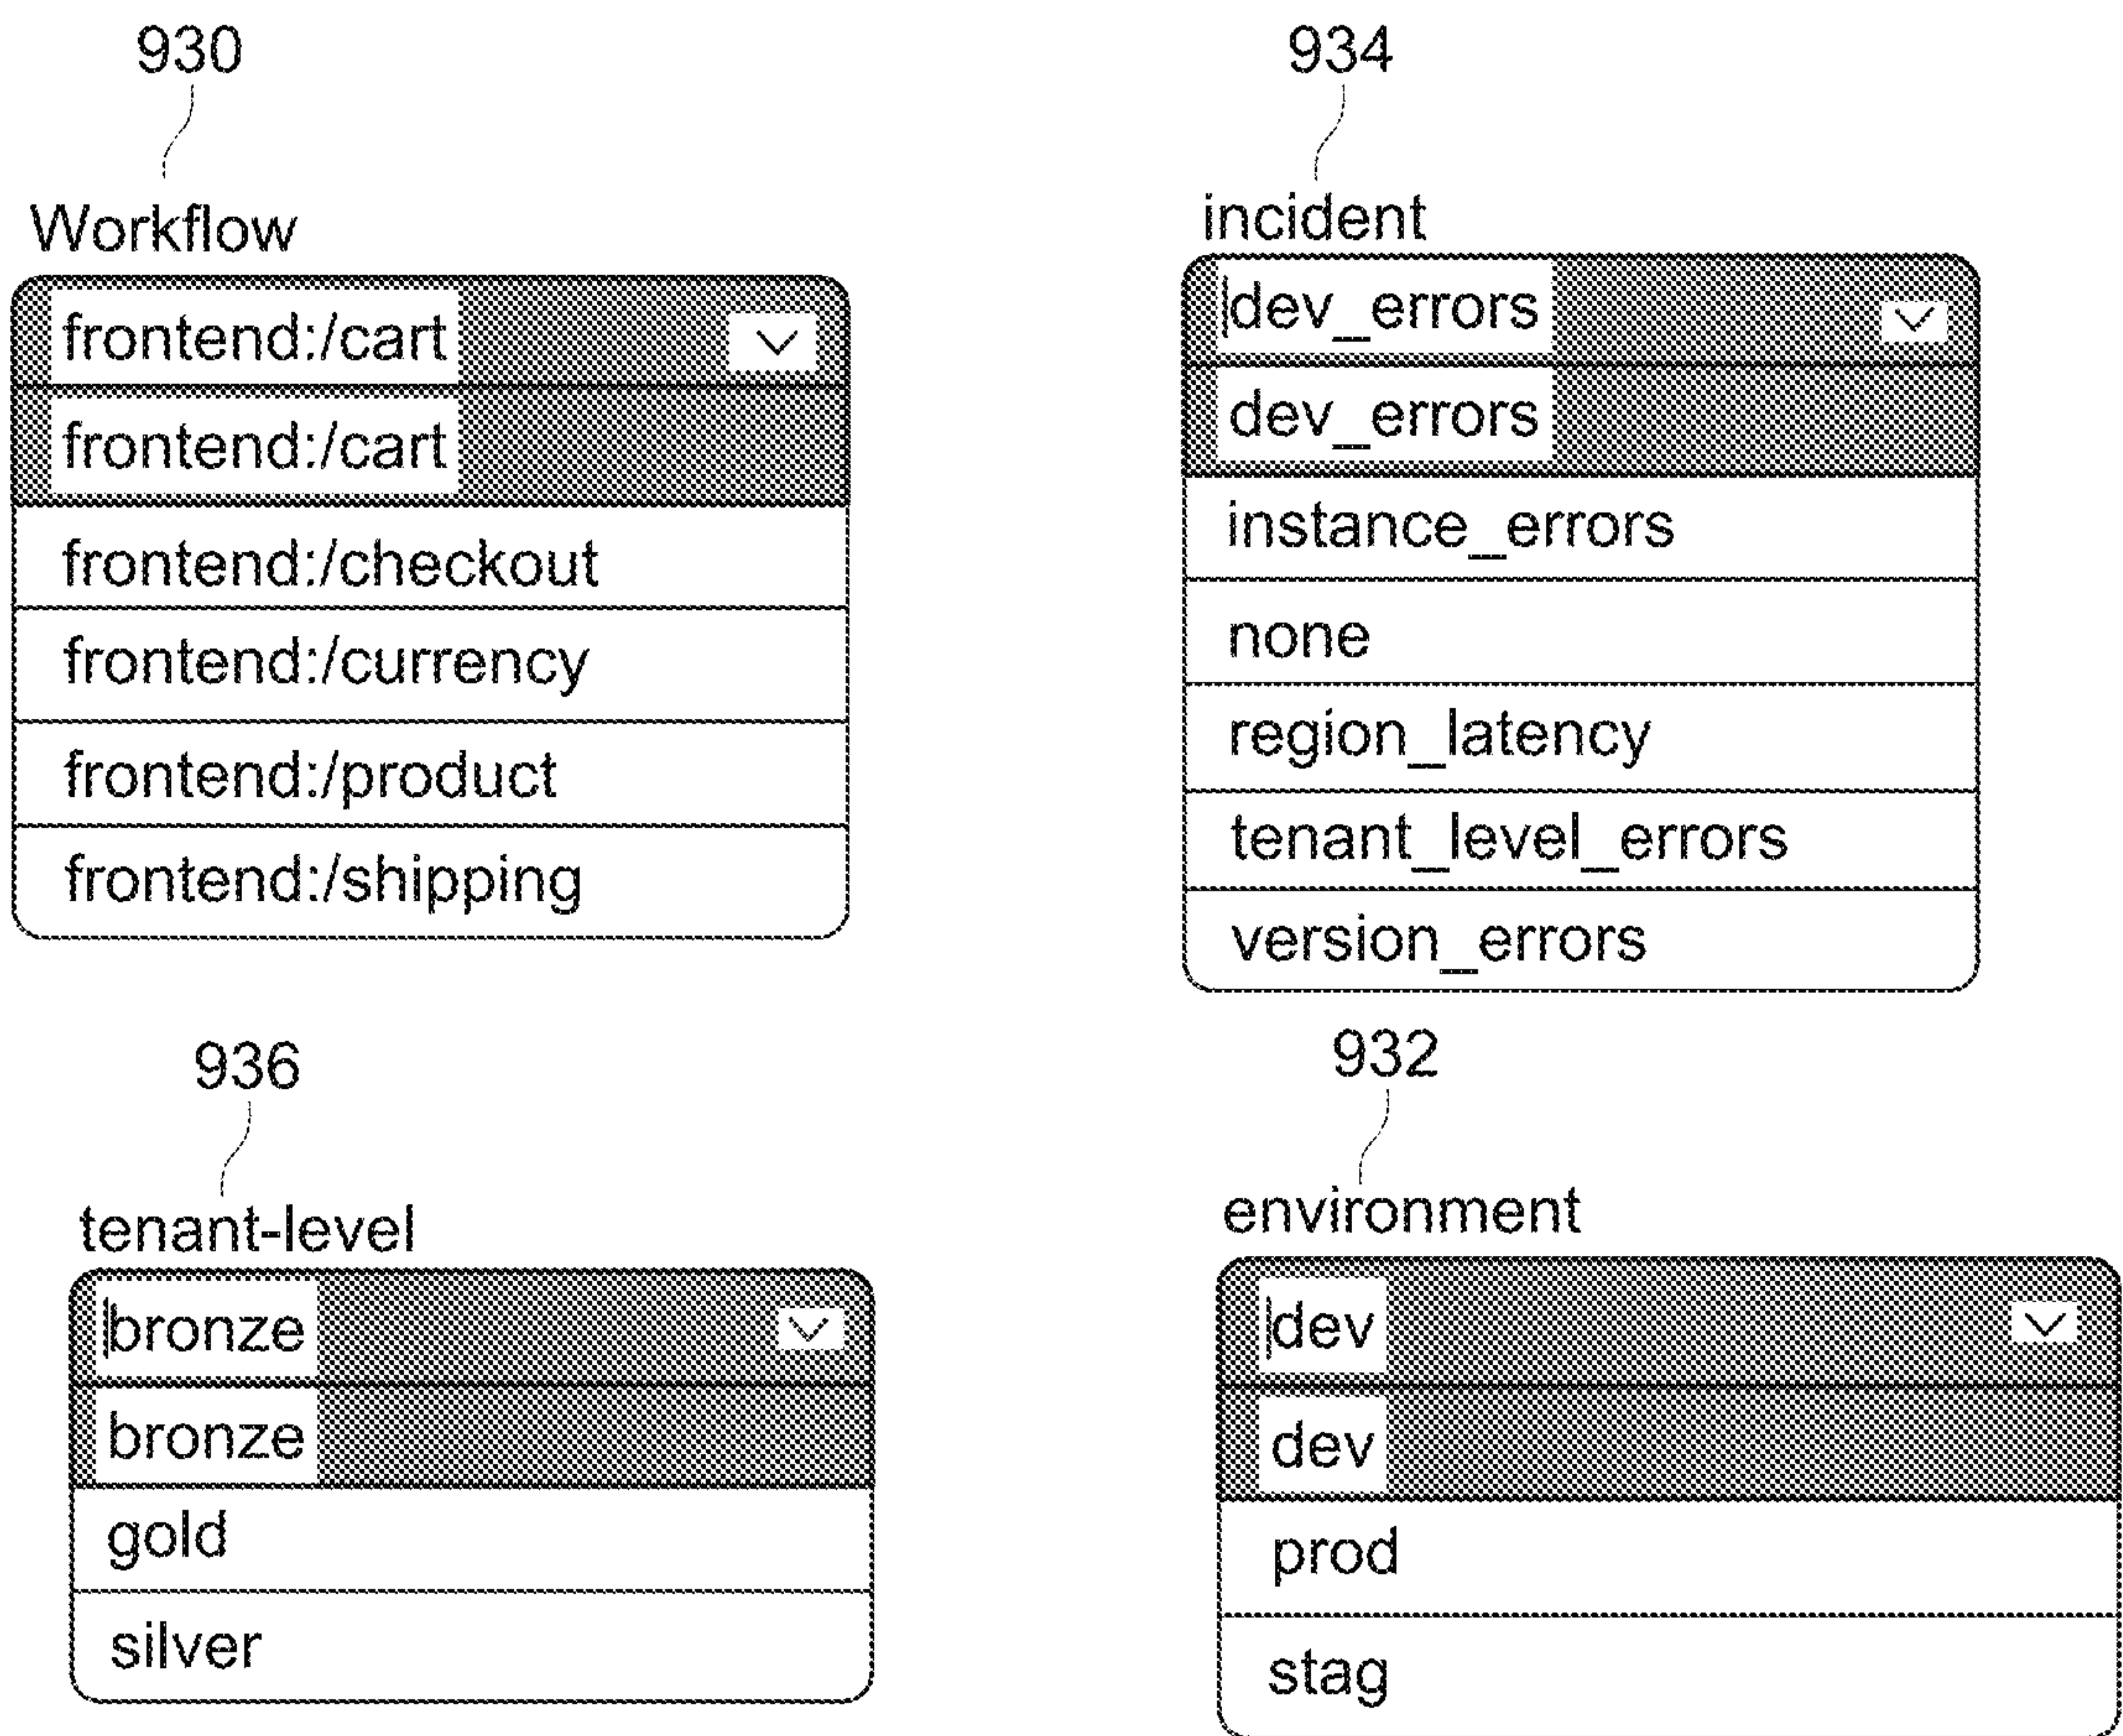 930
Workflow
frontend:/cart
frontend:/cart
frontend:/checkout
frontend:/currency
frontend:/product
frontend:/shipping
934
incident
dev_errors
dev_errors
instance_errors
none
region_latency
tenant_level_errors
version_errors
936
tenant-level
bronze
bronze
gold
silver
932
environment
dev
dev
prod
stag